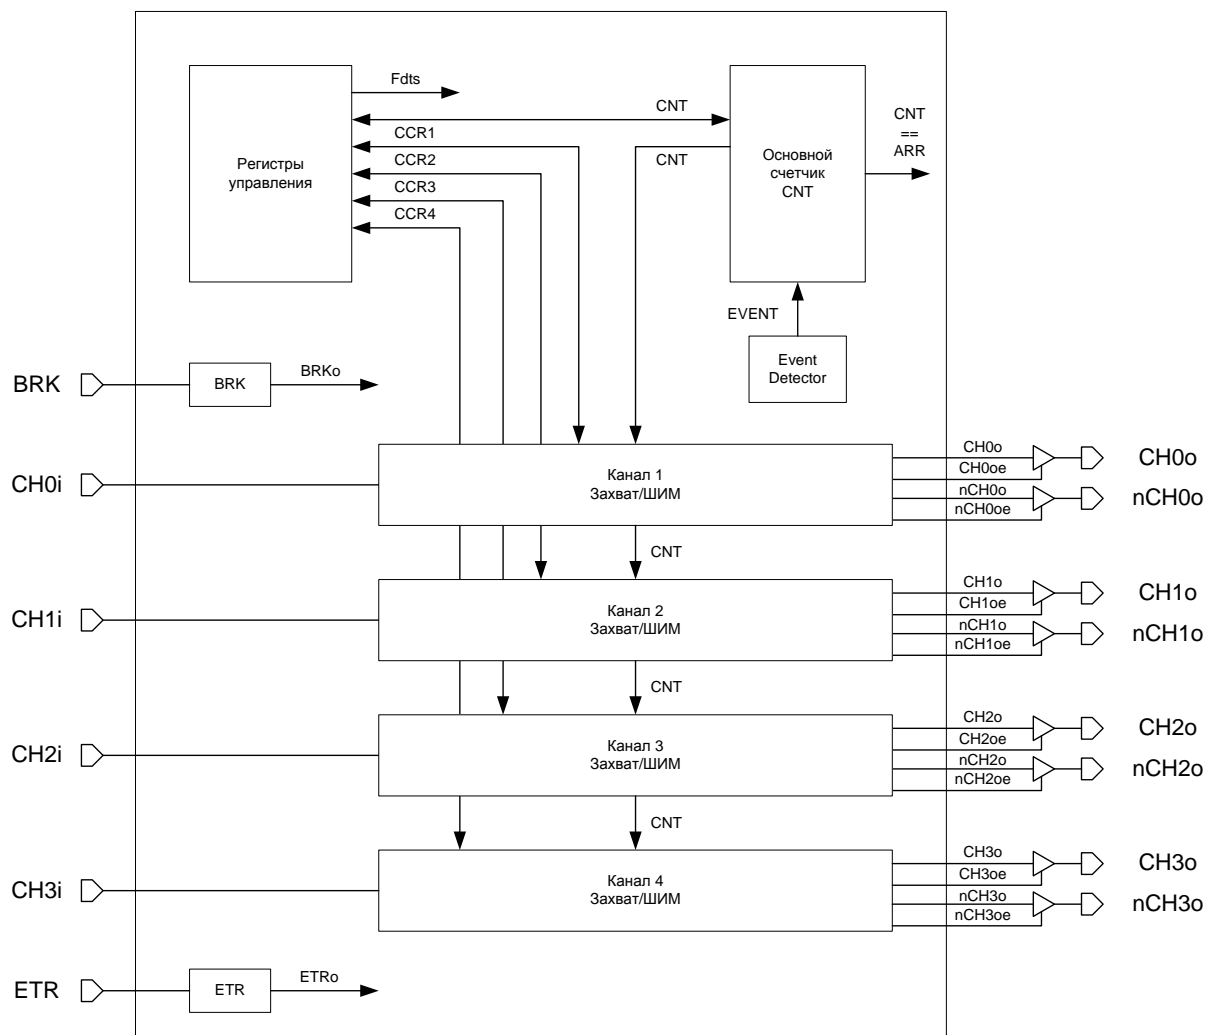 Fdts
CNT
CNT
==
ARR
CCR1
CNT
CCR2
CCR3
CCR4
Регистры
управления
Основной
счетчик
CNT
EVENT
Event
Detector
BRK
BRK
BRKo
CH0i
Канал 1
Захват/ШИМ
CH0o
CH0oe
nCH0o
nCH0oe
CH0o
nCH0o
CNT
CH1i
Канал 2
Захват/ШИМ
CH1o
CH1oe
nCH1o
nCH1oe
CH1o
nCH1o
CNT
CH2i
Канал 3
Захват/ШИМ
CH2o
CH2oe
nCH2o
nCH2oe
CH2o
nCH2o
CNT
CH3i
Канал 4
Захват/ШИМ
CH3o
CH3oe
nCH3o
nCH3oe
CH3o
nCH3o
ETR
ETR
ETRo